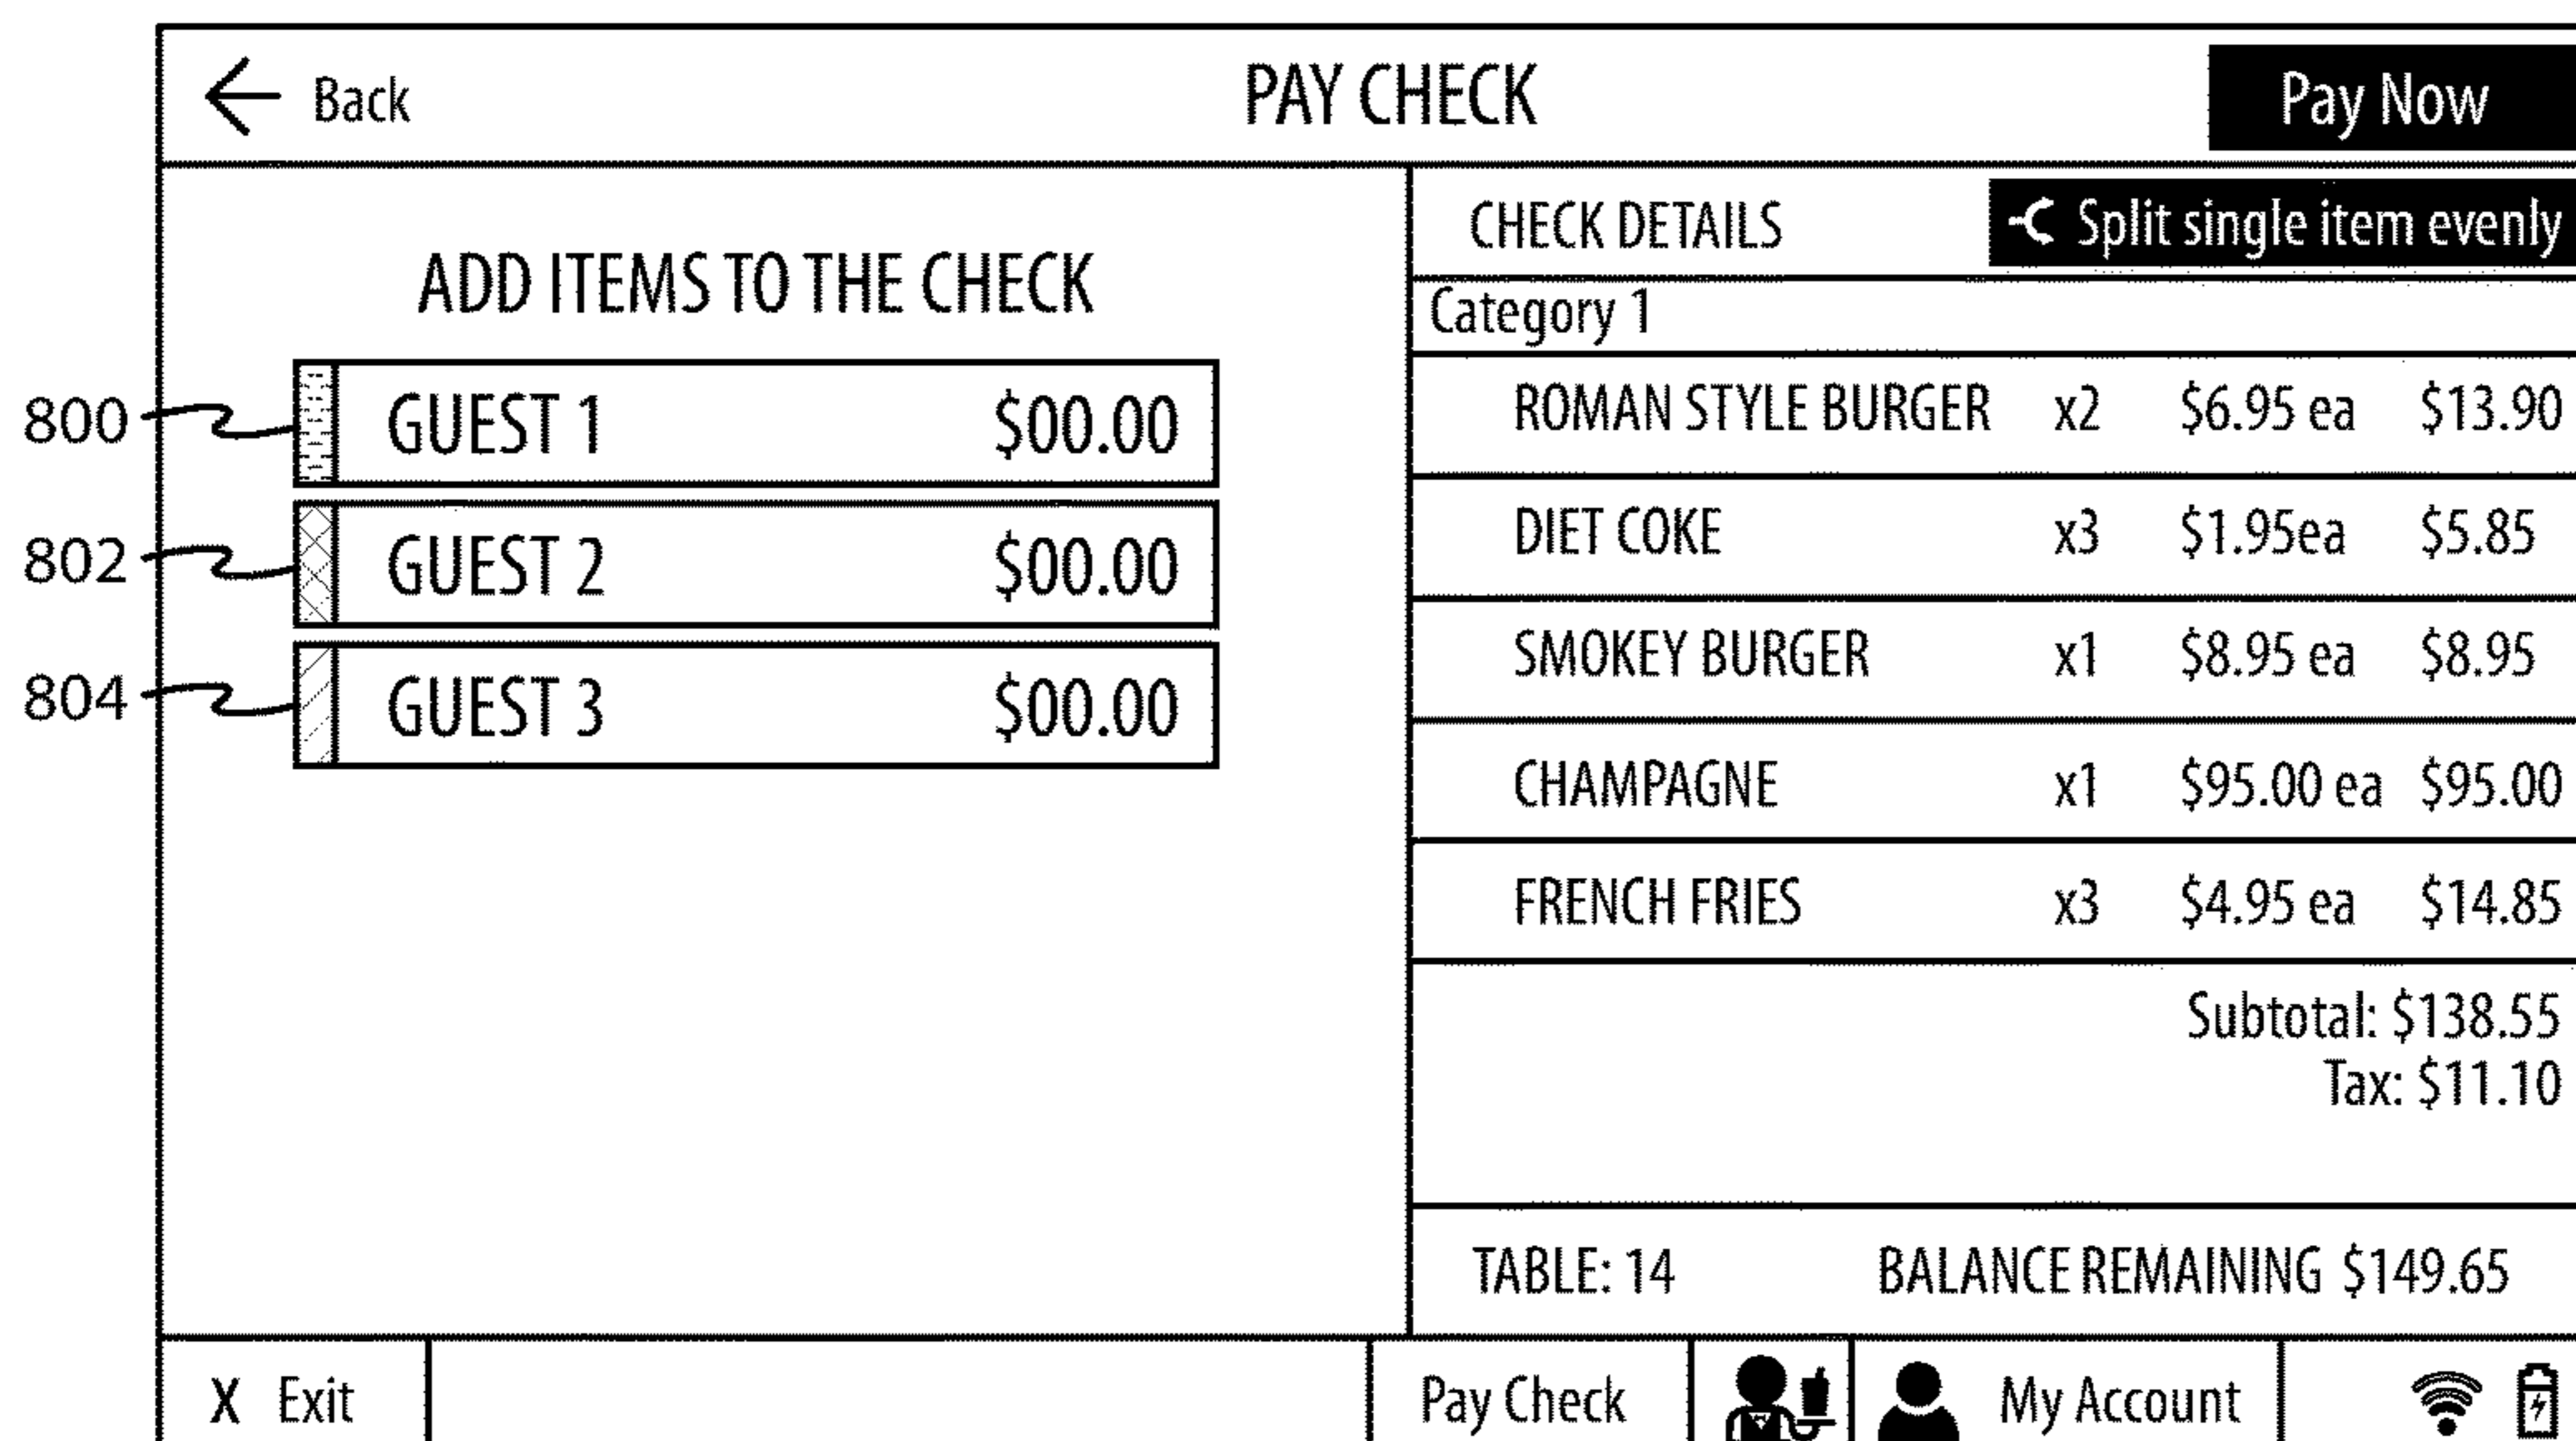 ← Back
PAY CHECK
Pay Now
ADD ITEMS TO THE CHECK
800
GUEST 1 $00.00
802
GUEST 2 $00.00
804
GUEST 3 $00.00
CHECK DETAILS
Split single item evenly
Category 1
ROMAN STYLE BURGER x2 $6.95 ea $13.90
DIET COKE x3 $1.95ea $5.85
SMOKEY BURGER x1 $8.95 ea $8.95
CHAMPAGNE x1 $95.00 ea $95.00
FRENCH FRIES x3 $4.95 ea $14.85
Subtotal: $138.55
Tax: $11.10
TABLE: 14 BALANCE REMAINING $149.65
X Exit
Pay Check
My Account